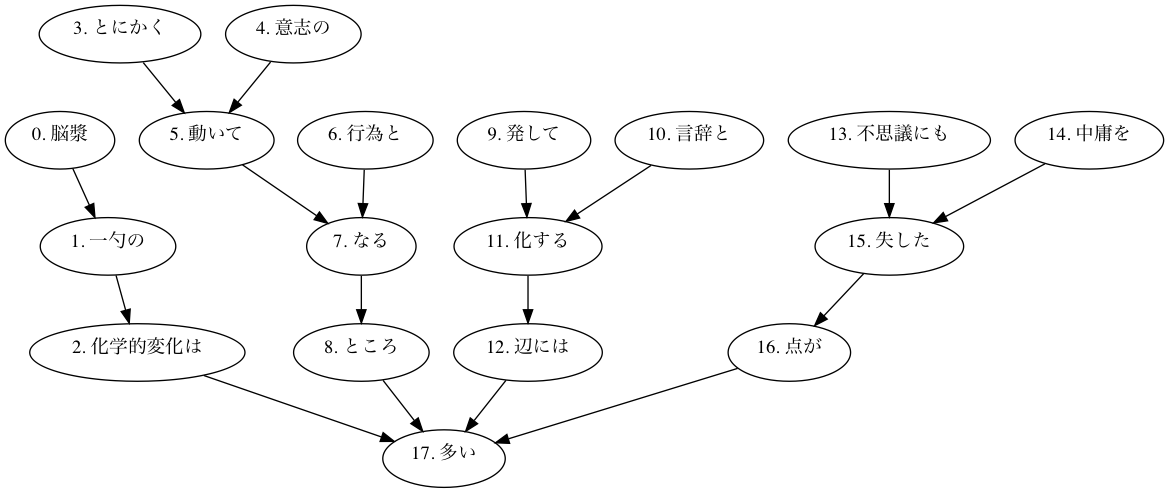 3. とにかく
4. 意志の
0. 脳漿
5. 動いて
6. 行為と
9. 発して
10. 言辞と
13. 不思議にも
14. 中庸を
1. 一勺の
7. なる
11. 化する
15. 失した
2. 化学的変化は
8. ところ
12. 辺には
16. 点が
17. 多い